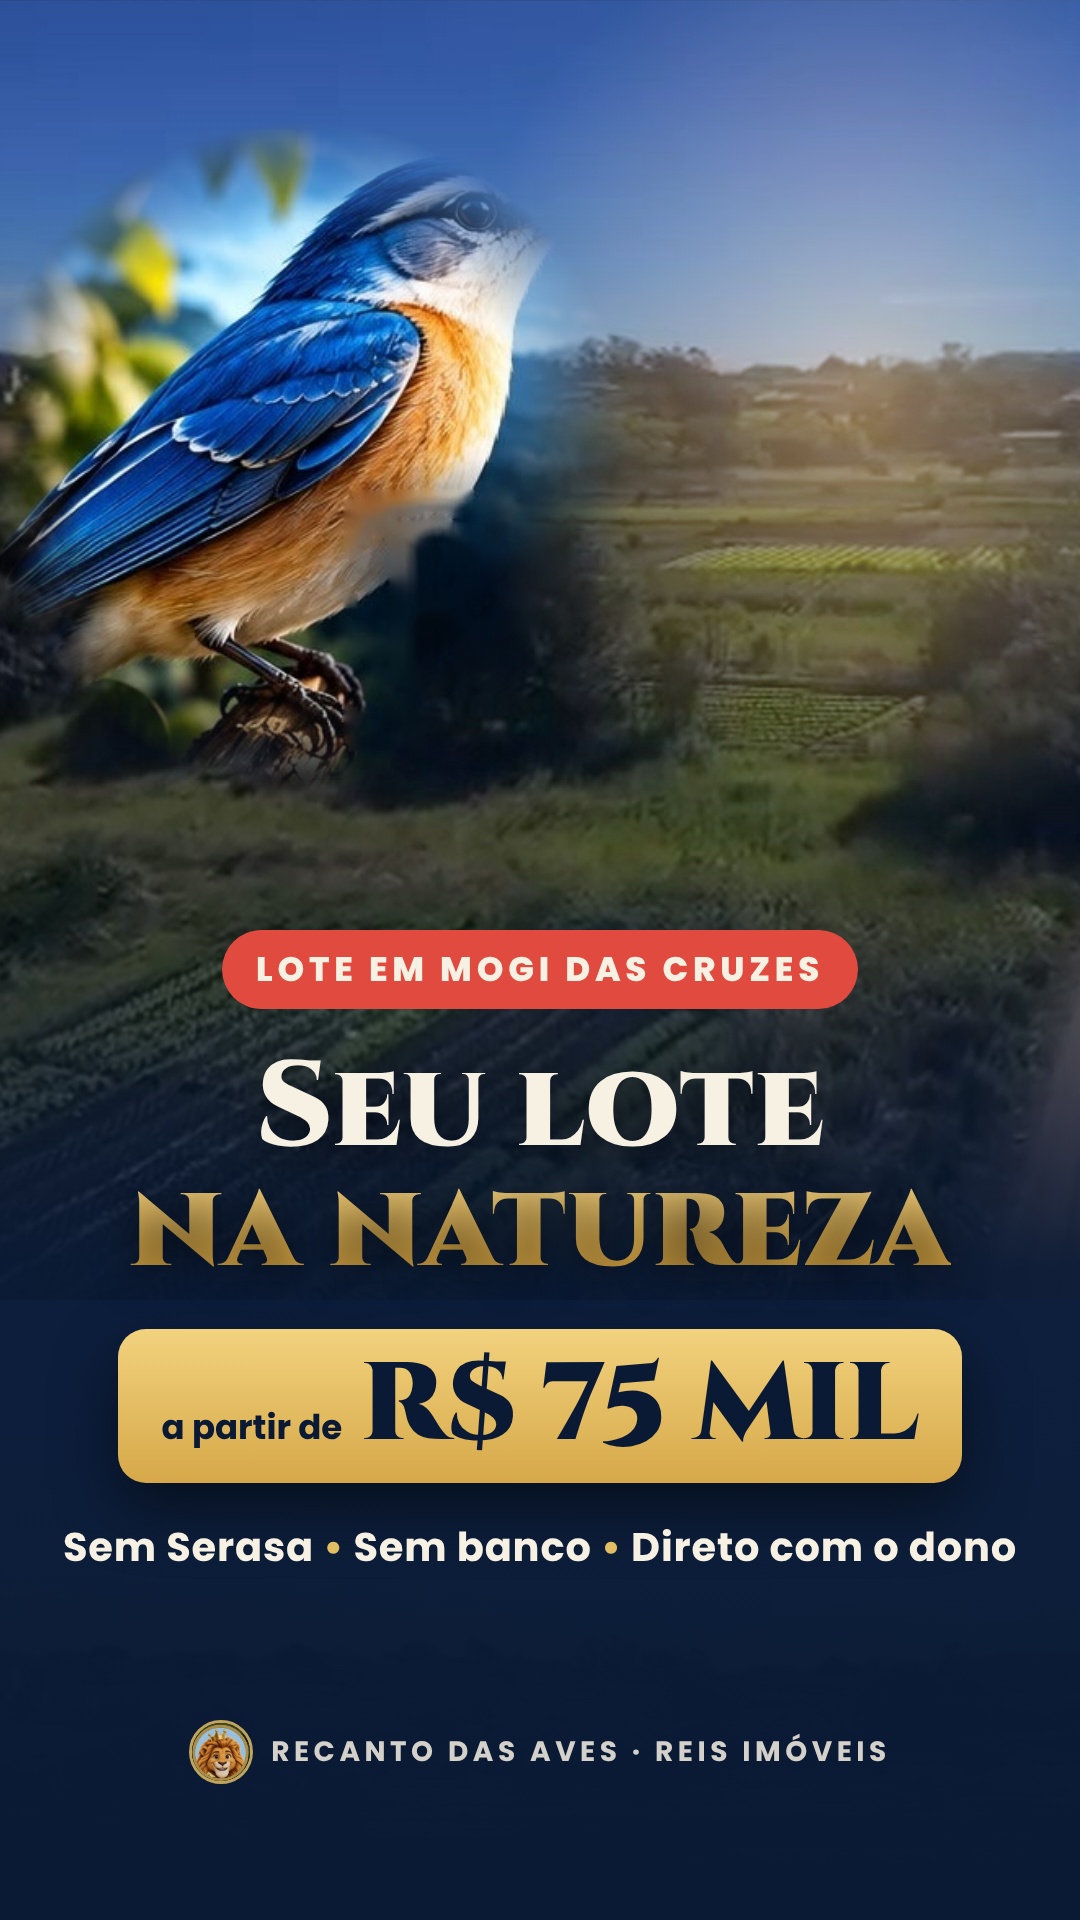 LOTE EM MOGI DAS CRUZES
SEU LOTE
NA NATUREZA
a partir de R$ 75 MIL
Sem Serasa • Sem banco • Direto com o dono
RECANTO DAS AVES · REIS IMÓVEIS